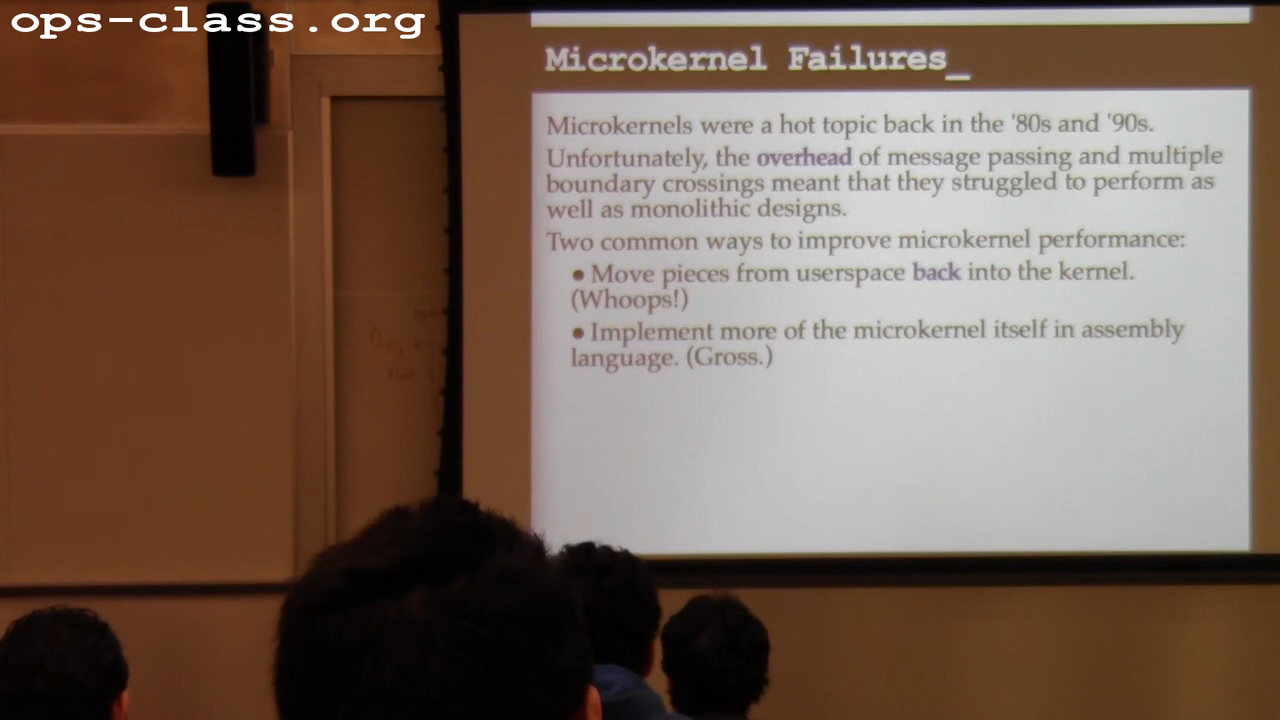 ops-class.org
Microkernel Failures_
Microkernels were a hot topic back in the '80s and '90s.
Unfortunately, the overhead of message passing and multiple
boundary crossings meant that they struggled to perform as
well as monolithic designs.
Two common ways to improve microkernel performance:
• Move pieces from userspace back into the kernel.
(Whoops!)
• Implement more of the microkernel itself in assembly
language. (Gross.)